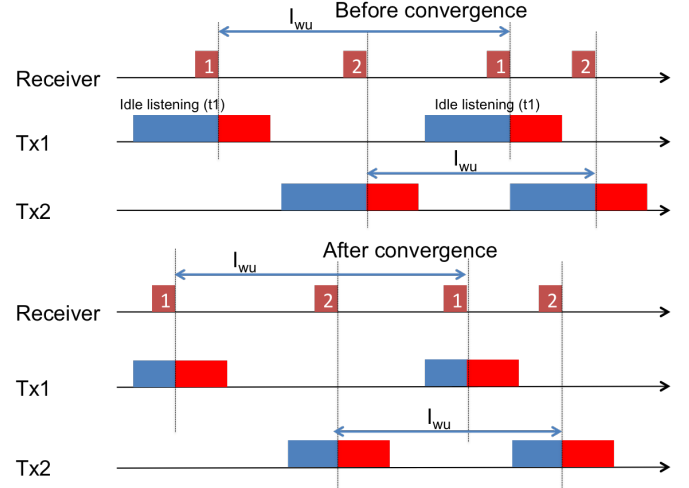 Before convergence
I_wu
Receiver 1 2 1 2
Idle listening (t1) Idle listening (t1)
Tx1
I_wu
Tx2
After convergence
I_wu
Receiver 1 2 1 2
Tx1
I_wu
Tx2